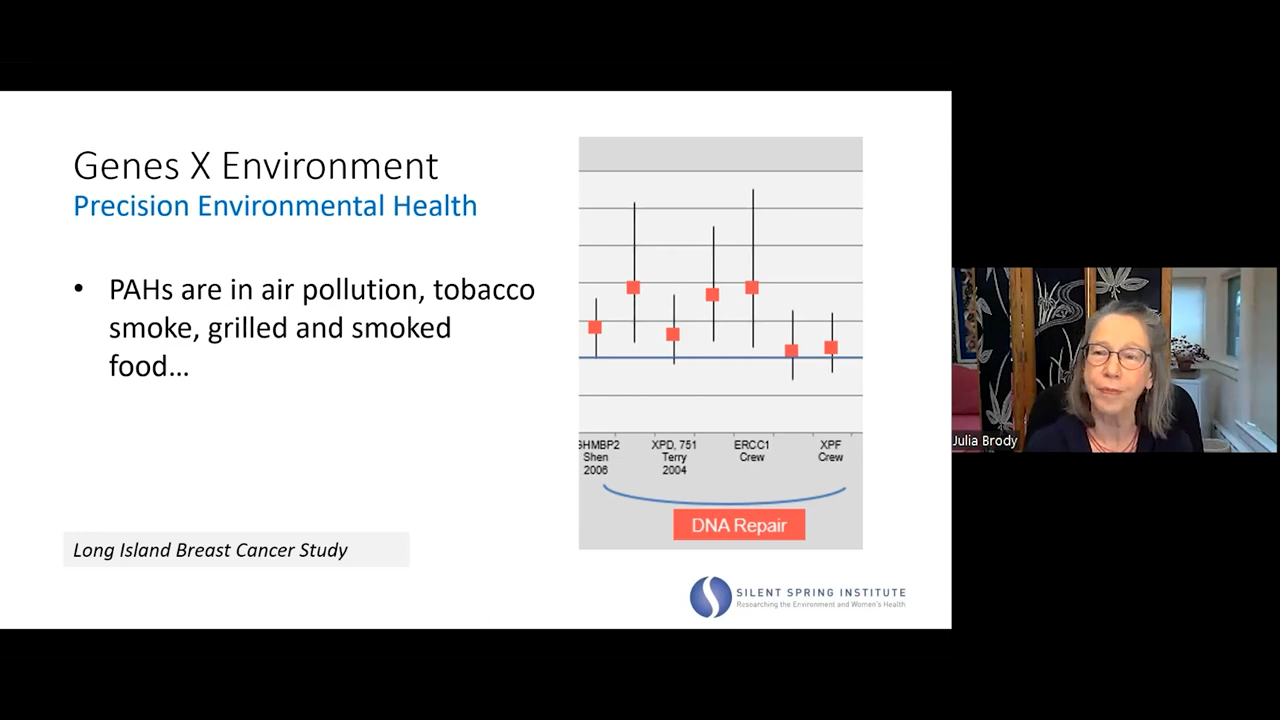 Genes X Environment
Precision Environmental Health
• PAHs are in air pollution, tobacco
smoke, grilled and smoked
food...
Long Island Breast Cancer Study
SHMBP2
Shen
2006
XPD, 751
Terry
2004
ERCC1
Crew
XPF
Crew
DNA Repair
SILENT SPRING INSTITUTE
Researching the Environment and Women's Health
Julia Brody